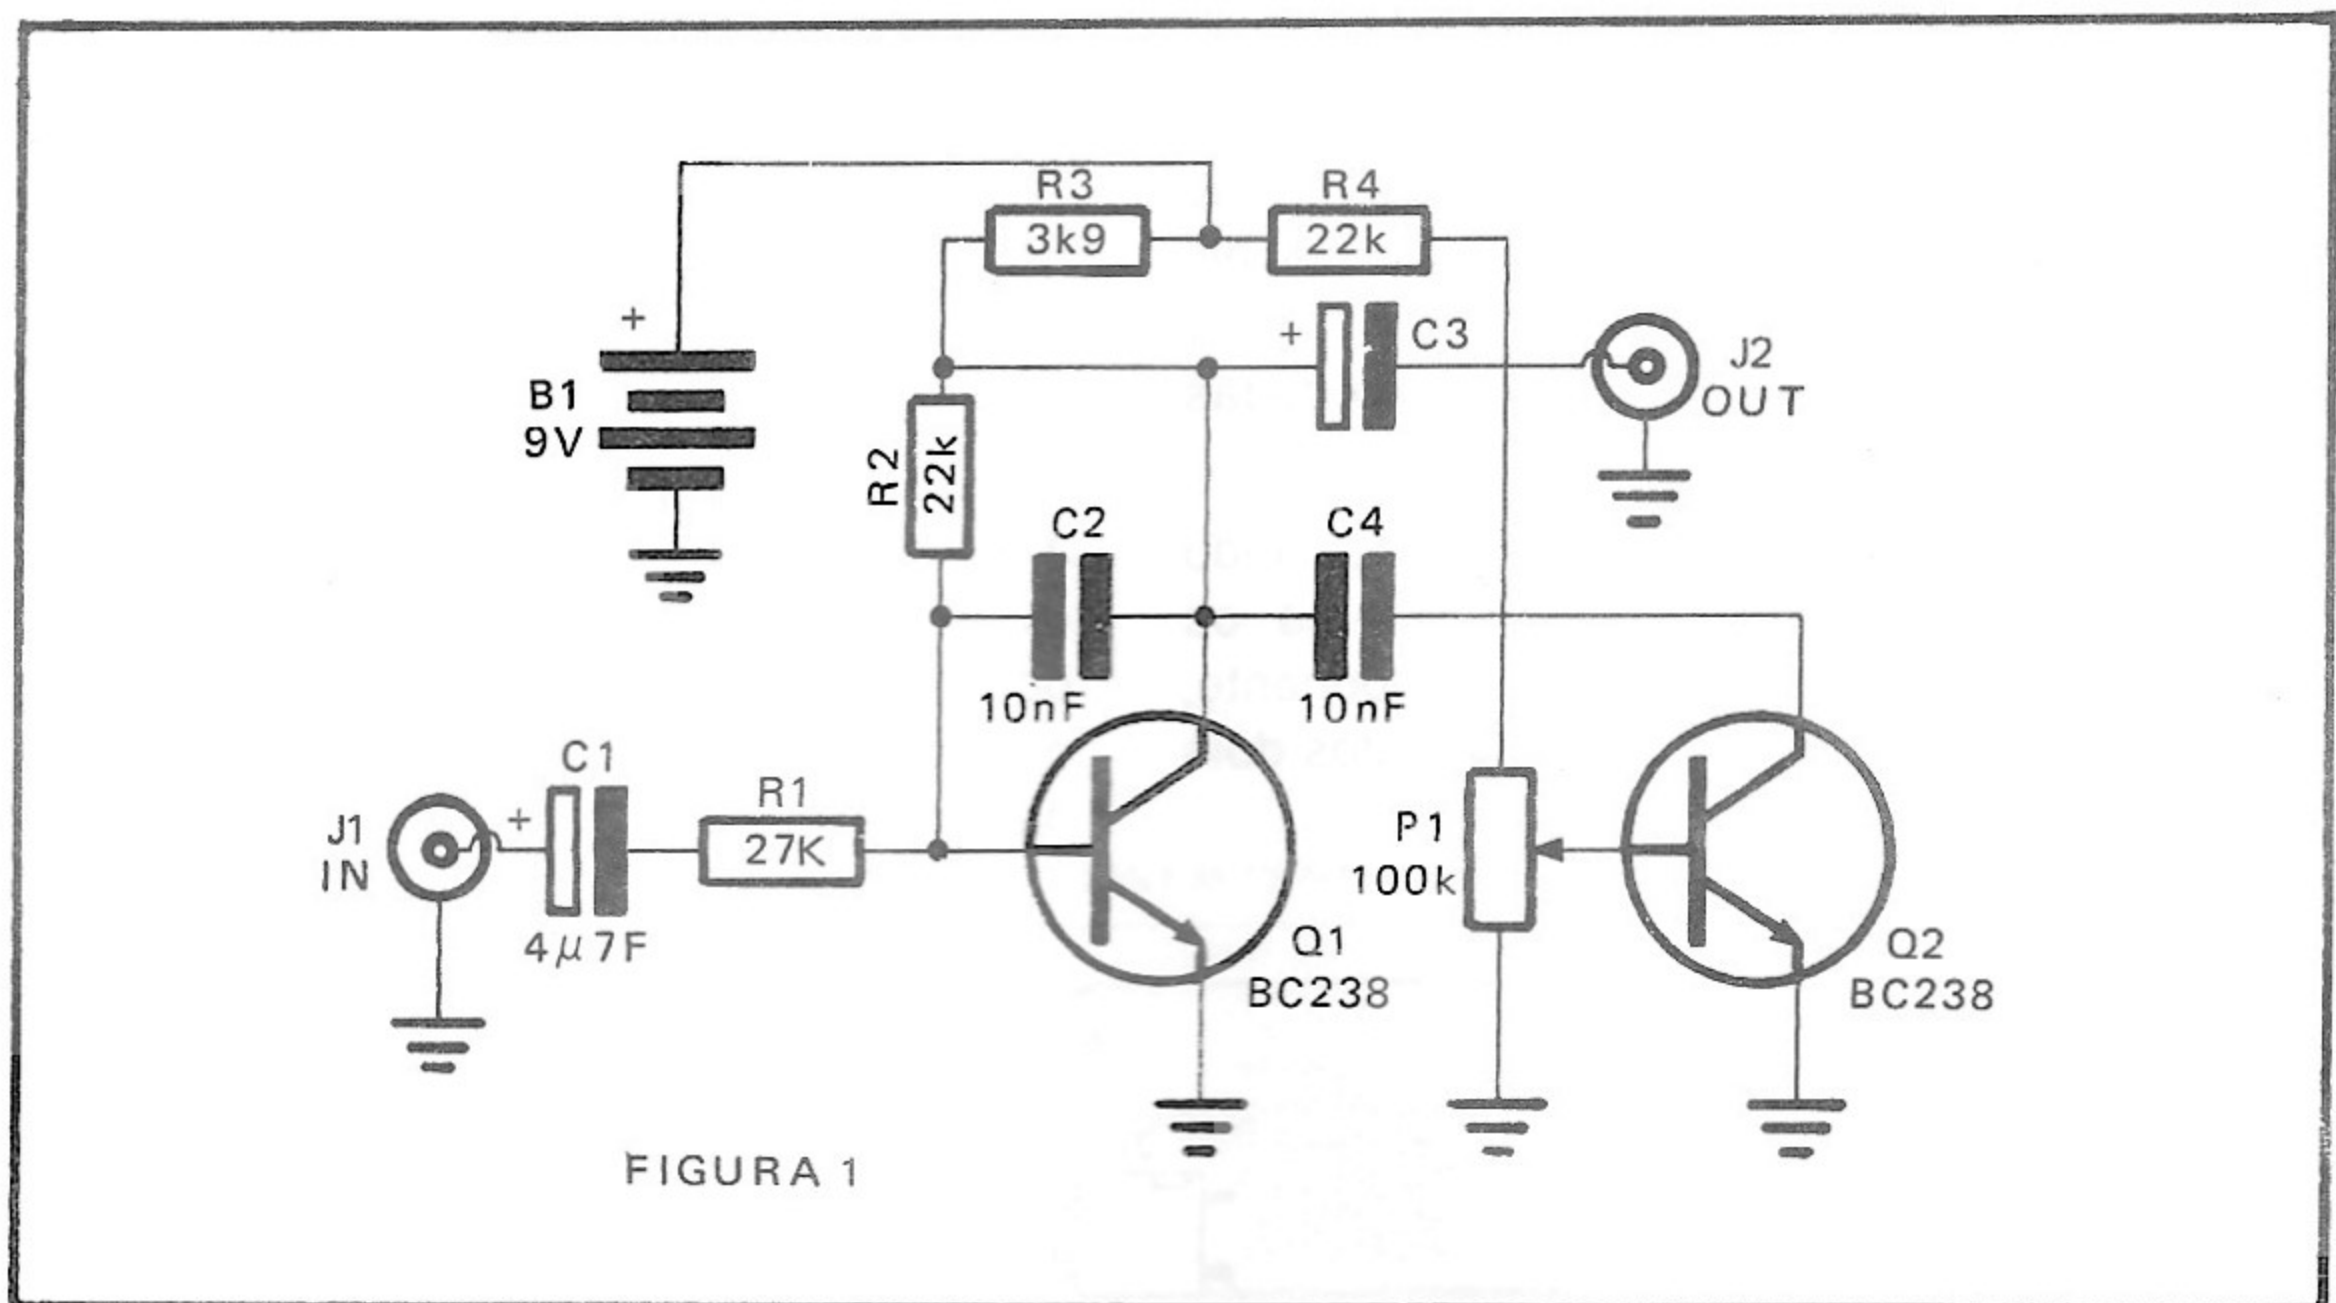 R3
R4
3k9
22k
+
+
C3
J2
OUT
B1
9V
R2
22k
C2
C4
10nF
10nF
C1
R1
J1
IN
+
27K
4µ7F
P1
100k
Q1
BC238
Q2
BC238
FIGURA 1